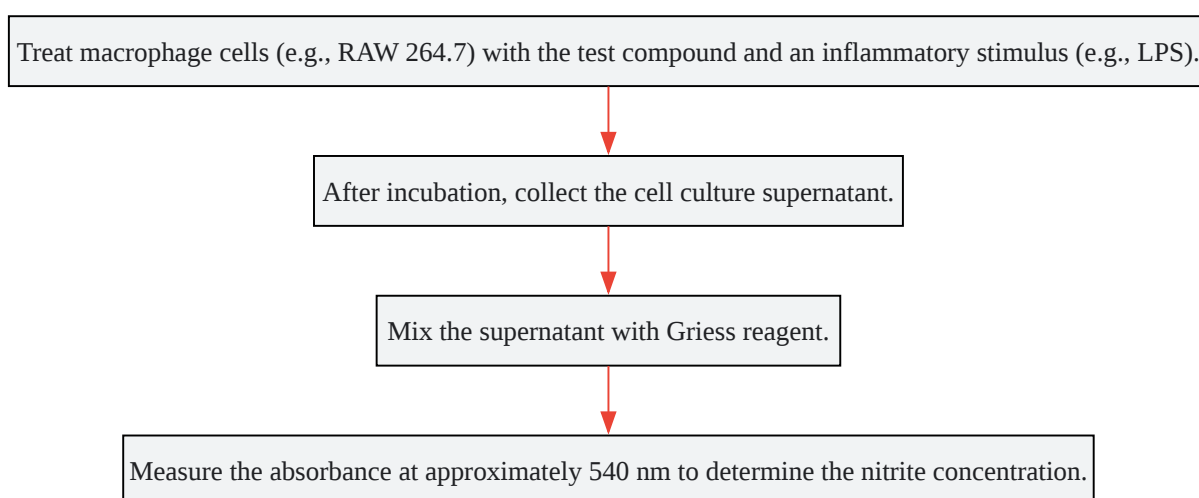 Treat macrophage cells (e.g., RAW 264.7) with the test compound and an inflammatory stimulus (e.g., LPS).
After incubation, collect the cell culture supernatant.
Mix the supernatant with Griess reagent.
Measure the absorbance at approximately 540 nm to determine the nitrite concentration.